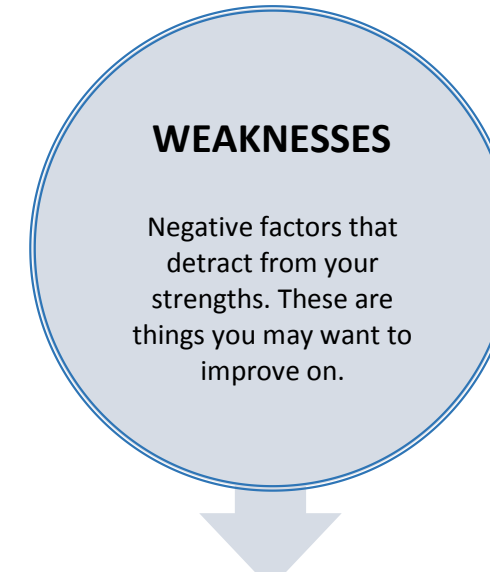 WEAKNESSES
Negative factors that
detract from your
strengths. These are
things you may want to
improve on.